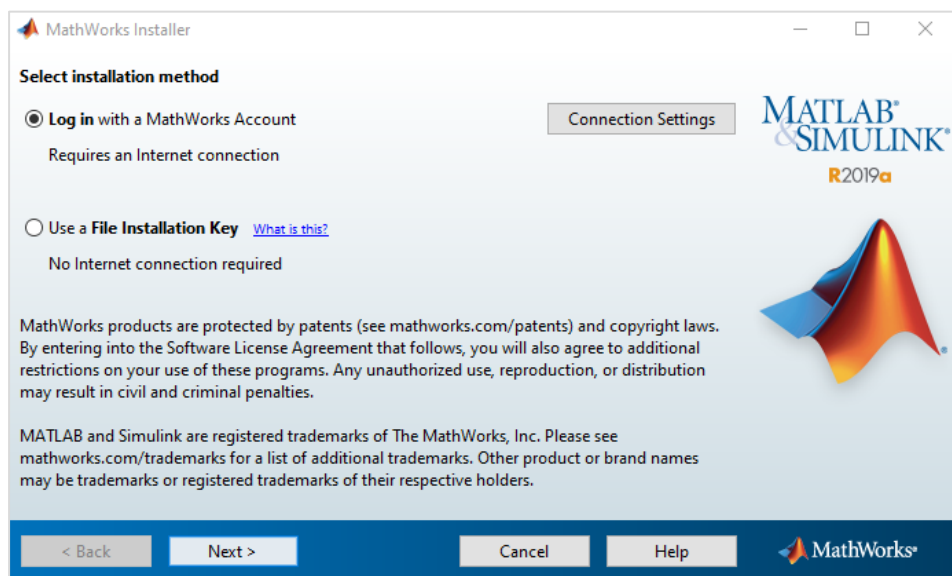 MathWorks Installer
Select installation method
Log in with a MathWorks Account
Connection Settings
Requires an Internet connection
Use a File Installation Key What is this?
No Internet connection required
MathWorks products are protected by patents (see mathworks.com/patents) and copyright laws.
By entering into the Software License Agreement that follows, you will also agree to additional
restrictions on your use of these programs. Any unauthorized use, reproduction, or distribution
may result in civil and criminal penalties.
MATLAB and Simulink are registered trademarks of The MathWorks, Inc. Please see
mathworks.com/trademarks for a list of additional trademarks. Other product or brand names
may be trademarks or registered trademarks of their respective holders.
MATLAB®
&SIMULINK®
R2019a
< Back
Next >
Cancel
Help
MathWorks®